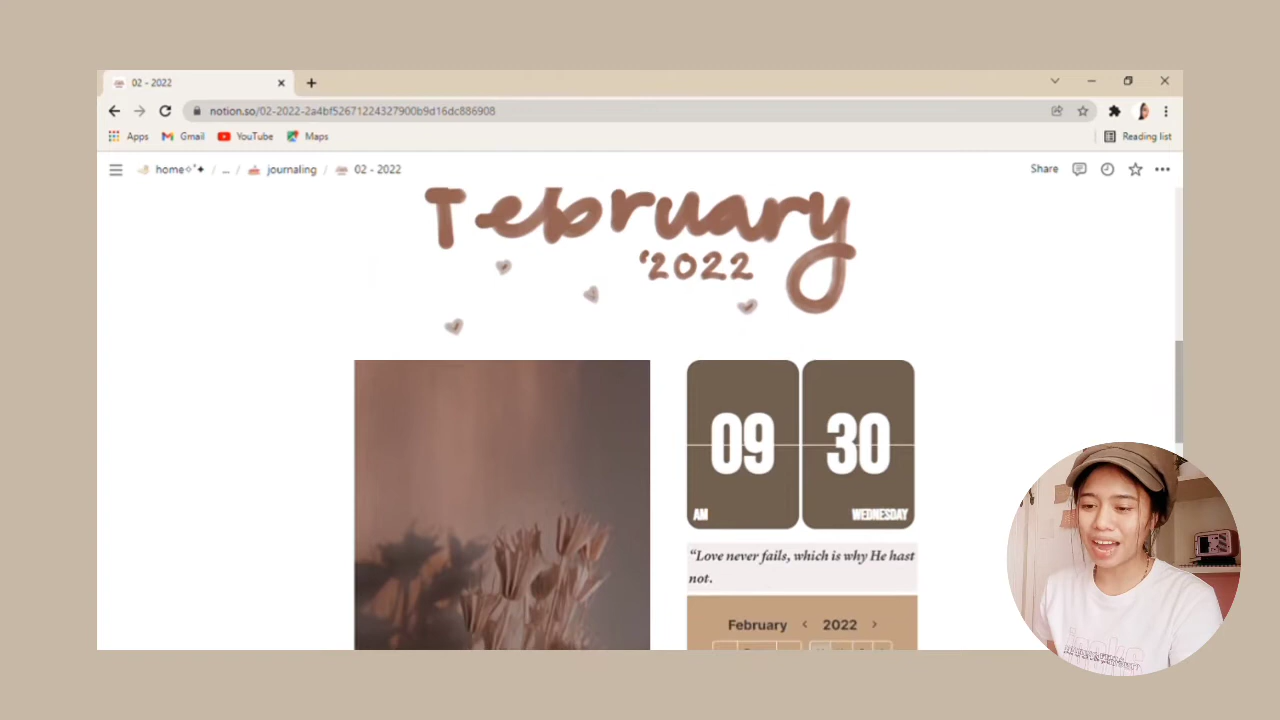 02 - 2022
notion.so/02-2022-2a4bf52671224327900b9d16dc886908
Apps Gmail YouTube Maps Reading list
home / ... / journaling / 02 - 2022 Share
February
'2022
09 30
AM WEDNESDAY
“Love never fails, which is why He hast
not.
February < 2022 >